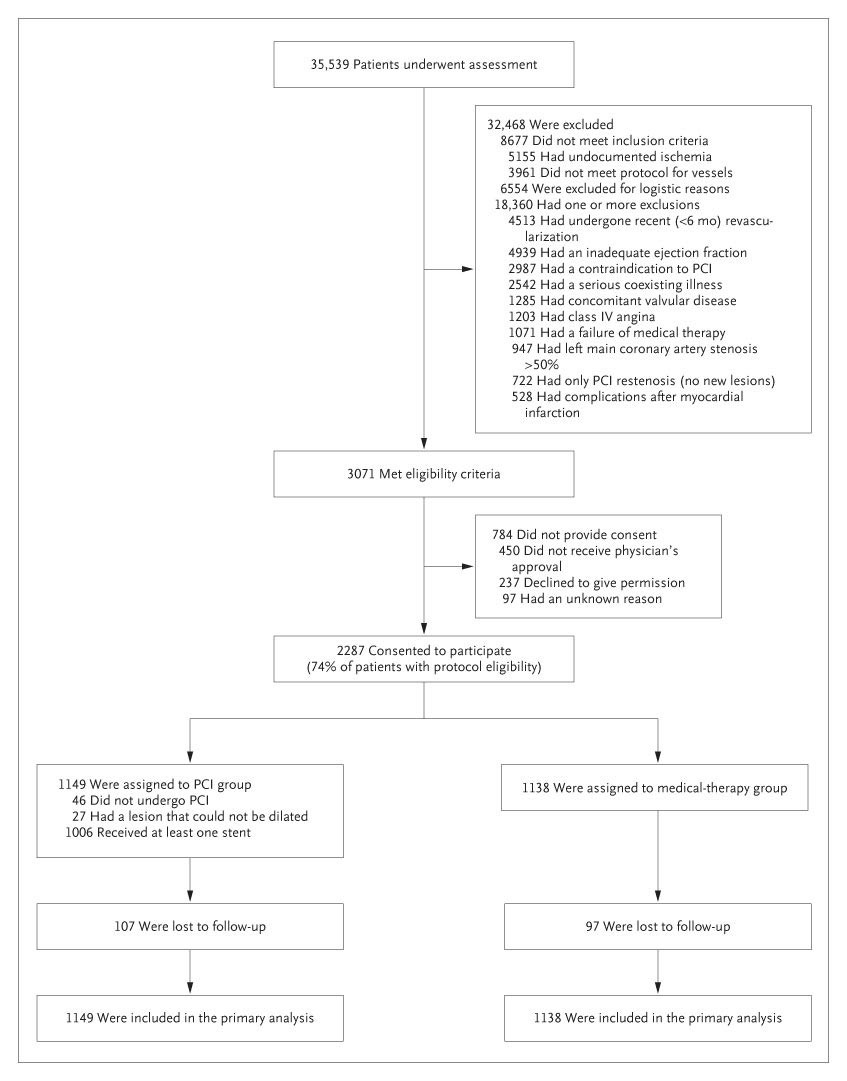 35,539 Patients underwent assessment
32,468 Were excluded
8677 Did not meet inclusion criteria
5155 Had undocumented ischemia
3961 Did not meet protocol for vessels
6554 Were excluded for logistic reasons
18,360 Had one or more exclusions
4513 Had undergone recent (<6 mo) revascu-
larization
4939 Had an inadequate ejection fraction
2987 Had a contraindication to PCI
2542 Had a serious coexisting illness
1285 Had concomitant valvular disease
1203 Had class IV angina
1071 Had a failure of medical therapy
947 Had left main coronary artery stenosis
>50%
722 Had only PCI restenosis (no new lesions)
528 Had complications after myocardial
infarction
3071 Met eligibility criteria
784 Did not provide consent
450 Did not receive physician's
approval
237 Declined to give permission
97 Had an unknown reason
2287 Consented to participate
(74% of patients with protocol eligibility)
1149 Were assigned to PCI group
46 Did not undergo PCI
27 Had a lesion that could not be dilated
1006 Received at least one stent
1138 Were assigned to medical-therapy group
107 Were lost to follow-up
97 Were lost to follow-up
1149 Were included in the primary analysis
1138 Were included in the primary analysis